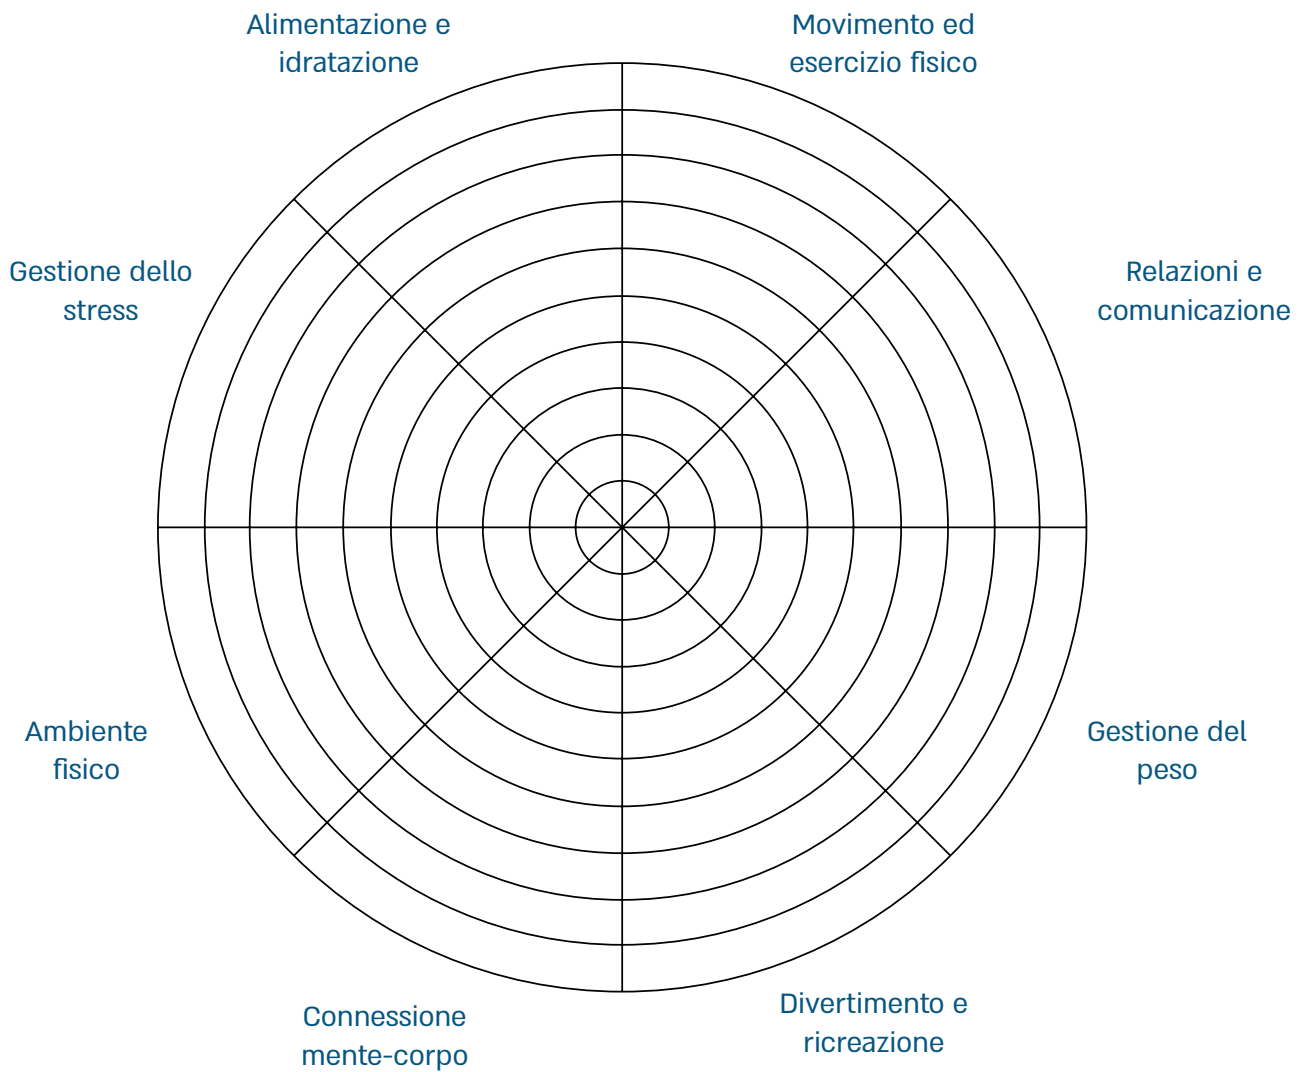 Alimentazione e
idratazione
Movimento ed
esercizio fisico
Gestione dello
stress
Relazioni e
comunicazione
Ambiente
fisico
Gestione del
peso
Connessione
mente-corpo
Divertimento e
ricreazione